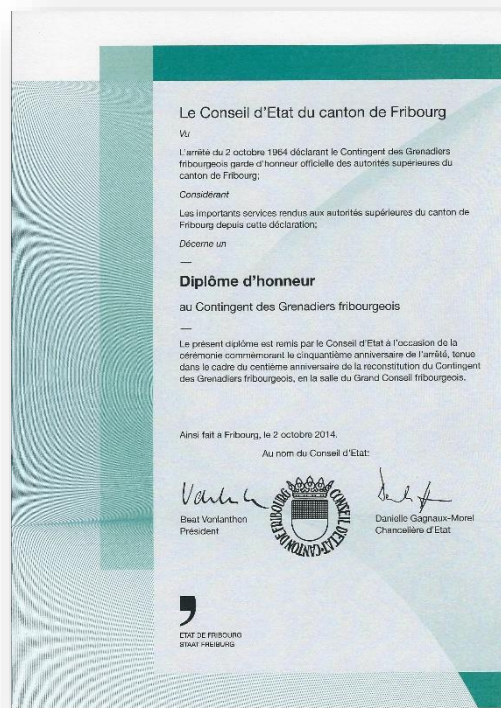 Le Conseil d'Etat du canton de Fribourg
Vu
L'arrêté du 2 octobre 1964 déclarant le Contingent des Grenadiers
fribourgeois garde d'honneur officielle des autorités supérieures du
canton de Fribourg;
Considérant
Les importants services rendus aux autorités supérieures du canton de
Fribourg depuis cette déclaration;
Décerne un
—
Diplôme d'honneur
au Contingent des Grenadiers fribourgeois
—
Le présent diplôme est remis par le Conseil d'Etat à l'occasion de la
cérémonie commémorant le cinquantième anniversaire de l'arrêté, tenue
dans le cadre du centième anniversaire de la reconstitution du Contingent
des Grenadiers fribourgeois, en la salle du Grand Conseil fribourgeois.
Ainsi fait à Fribourg, le 2 octobre 2014.
Au nom du Conseil d'Etat:
CONSEIL D'ETAT • CANTON DE FRIBOURG
Beat Vonlanthen
Président
Danielle Gagnaux-Morel
Chancelière d'Etat
ETAT DE FRIBOURG
STAAT FREIBURG